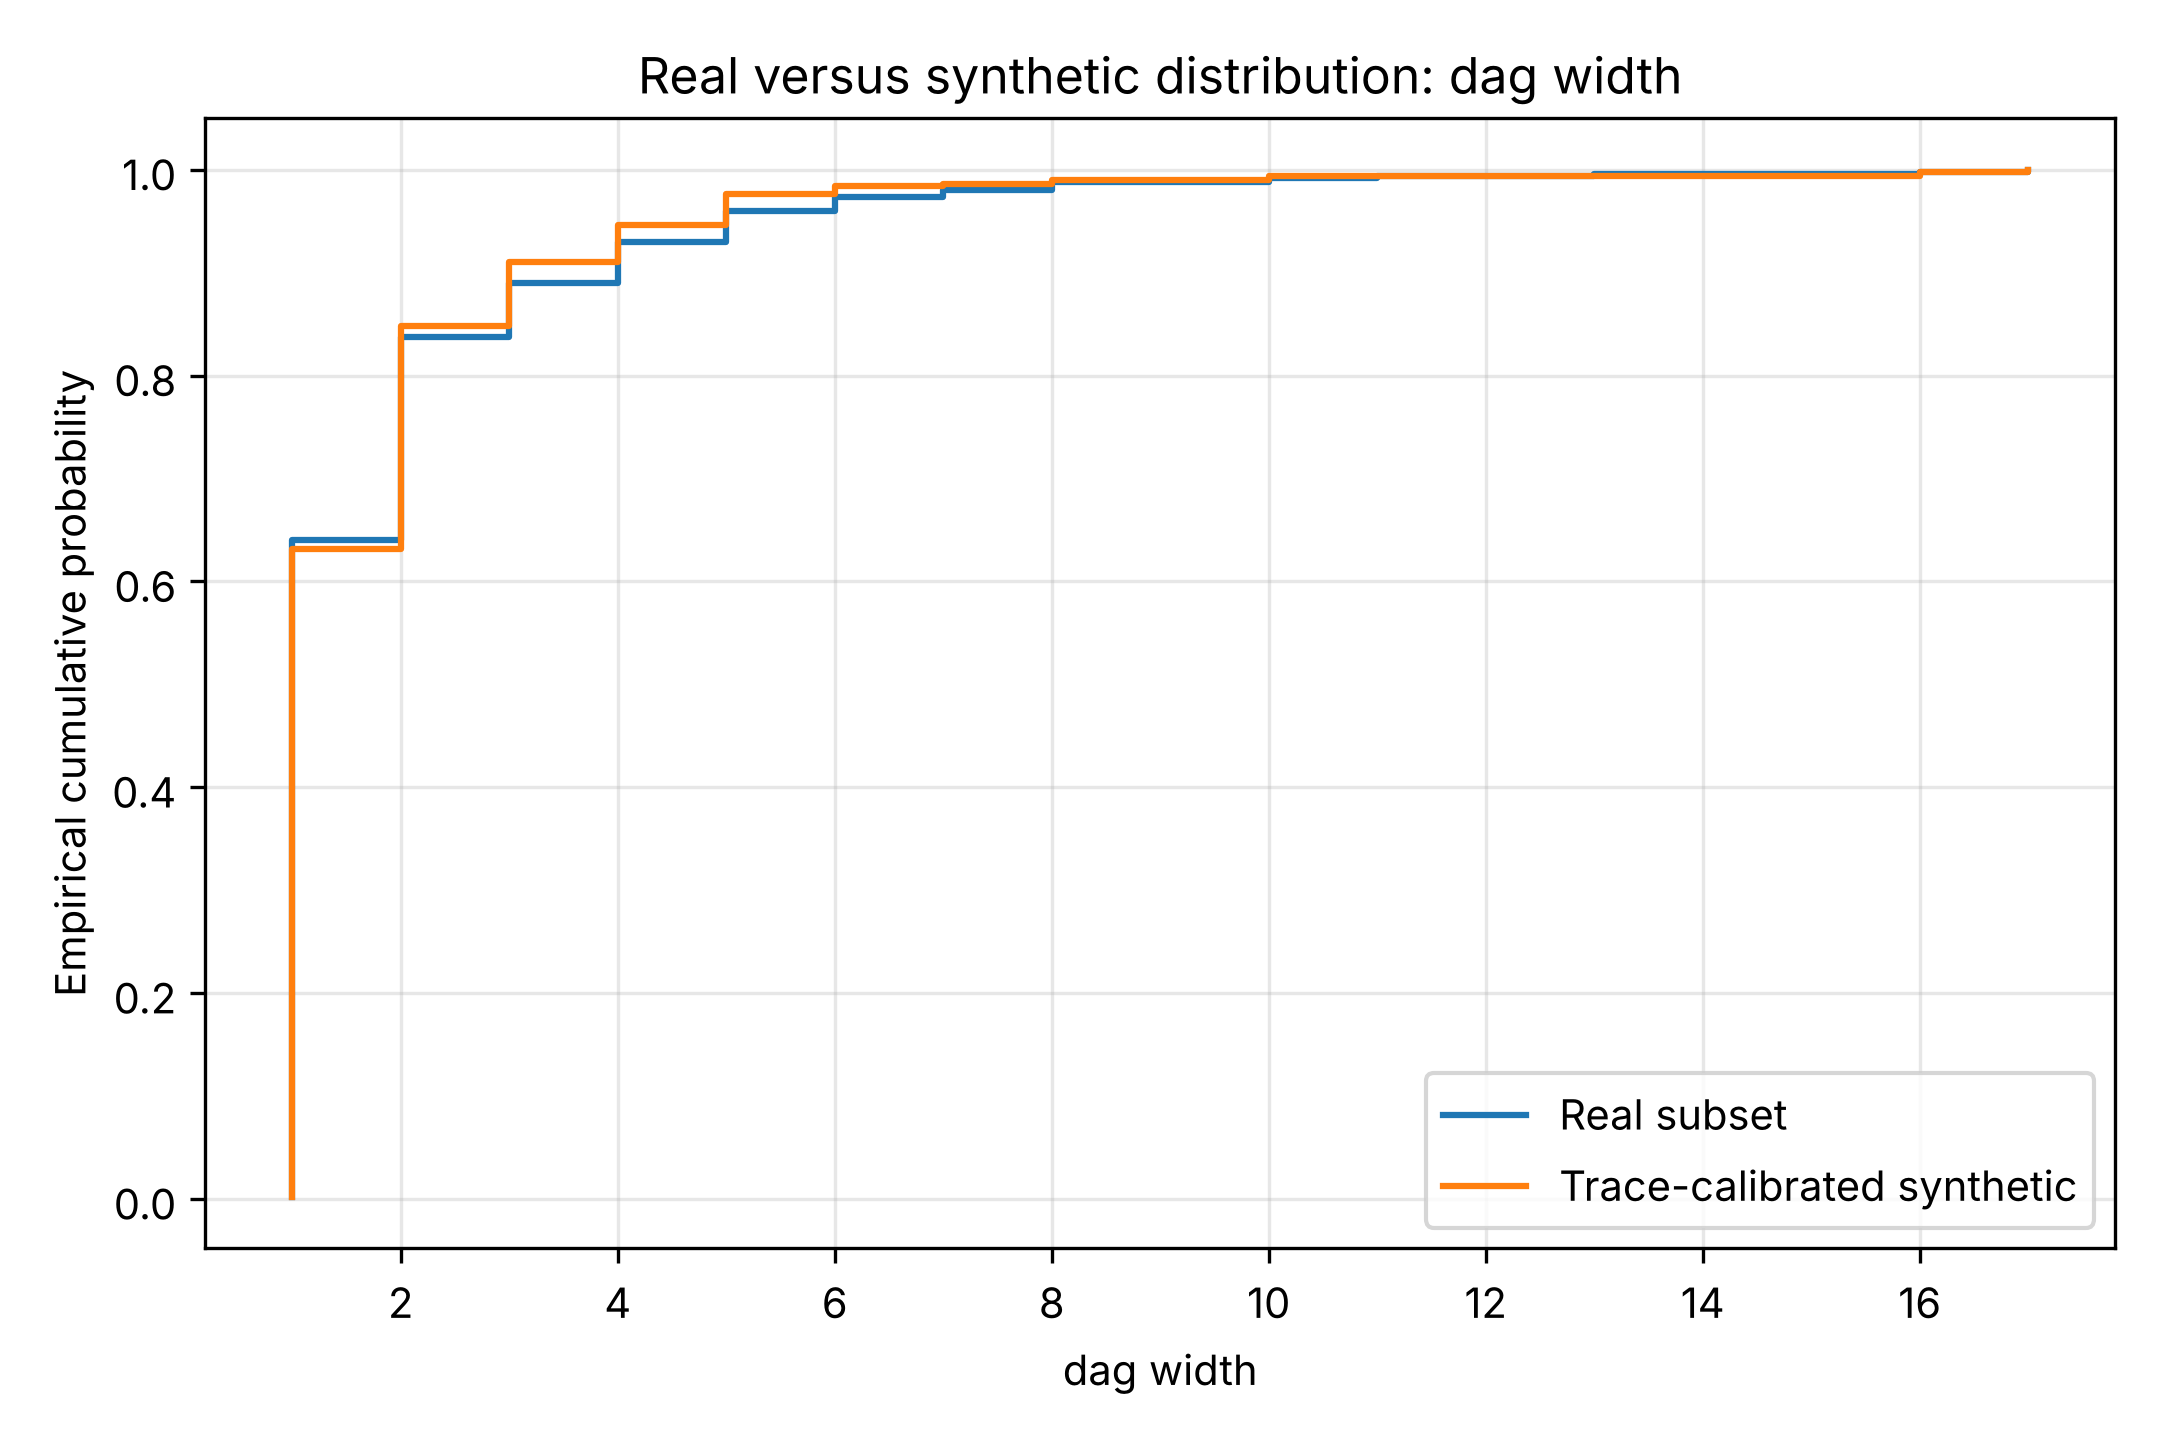 Real versus synthetic distribution: dag width
Empirical cumulative probability
1.0
0.8
0.6
0.4
0.2
0.0
2 4 6 8 10 12 14 16
dag width
Real subset
Trace-calibrated synthetic